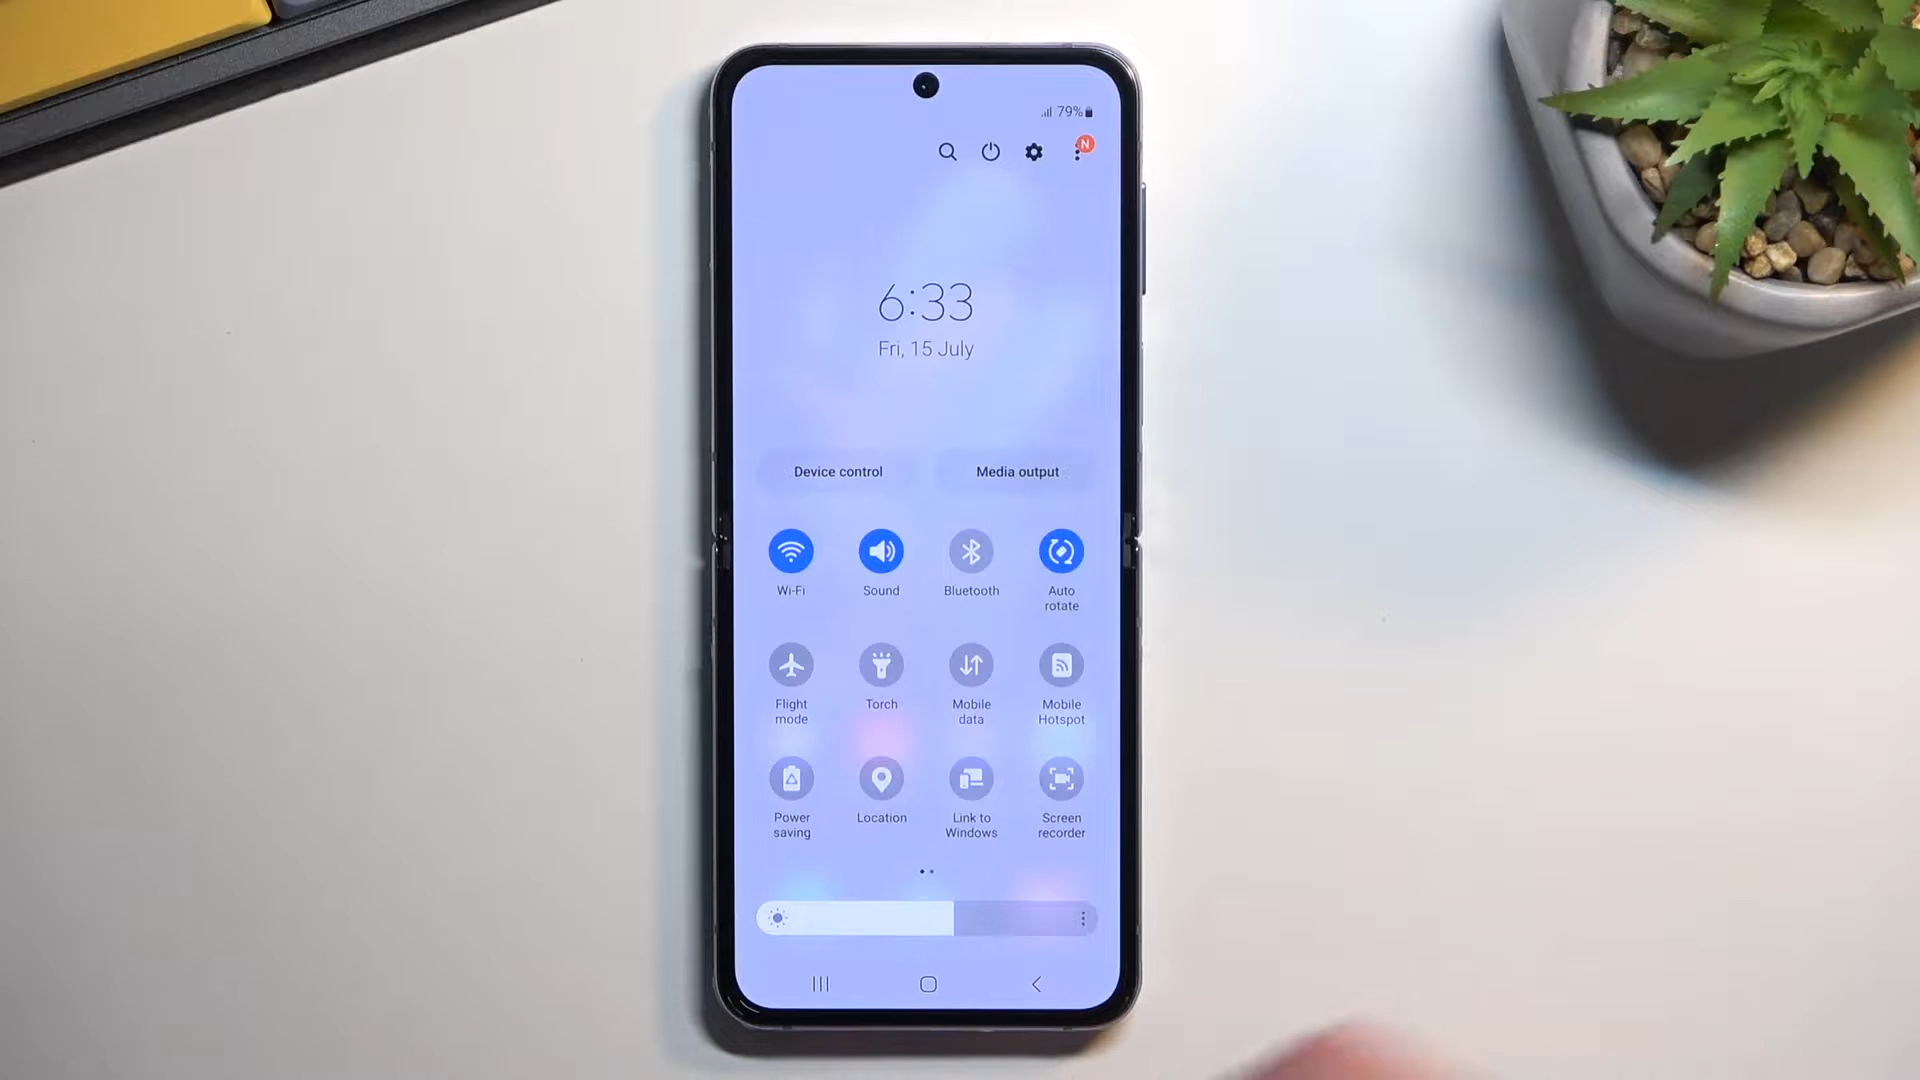 79%
N
6:33
Fri, 15 July
Device control
Media output
Wi-Fi
Sound
Bluetooth
Auto
rotate
Flight
mode
Torch
Mobile
data
Mobile
Hotspot
Power
saving
Location
Link to
Windows
Screen
recorder